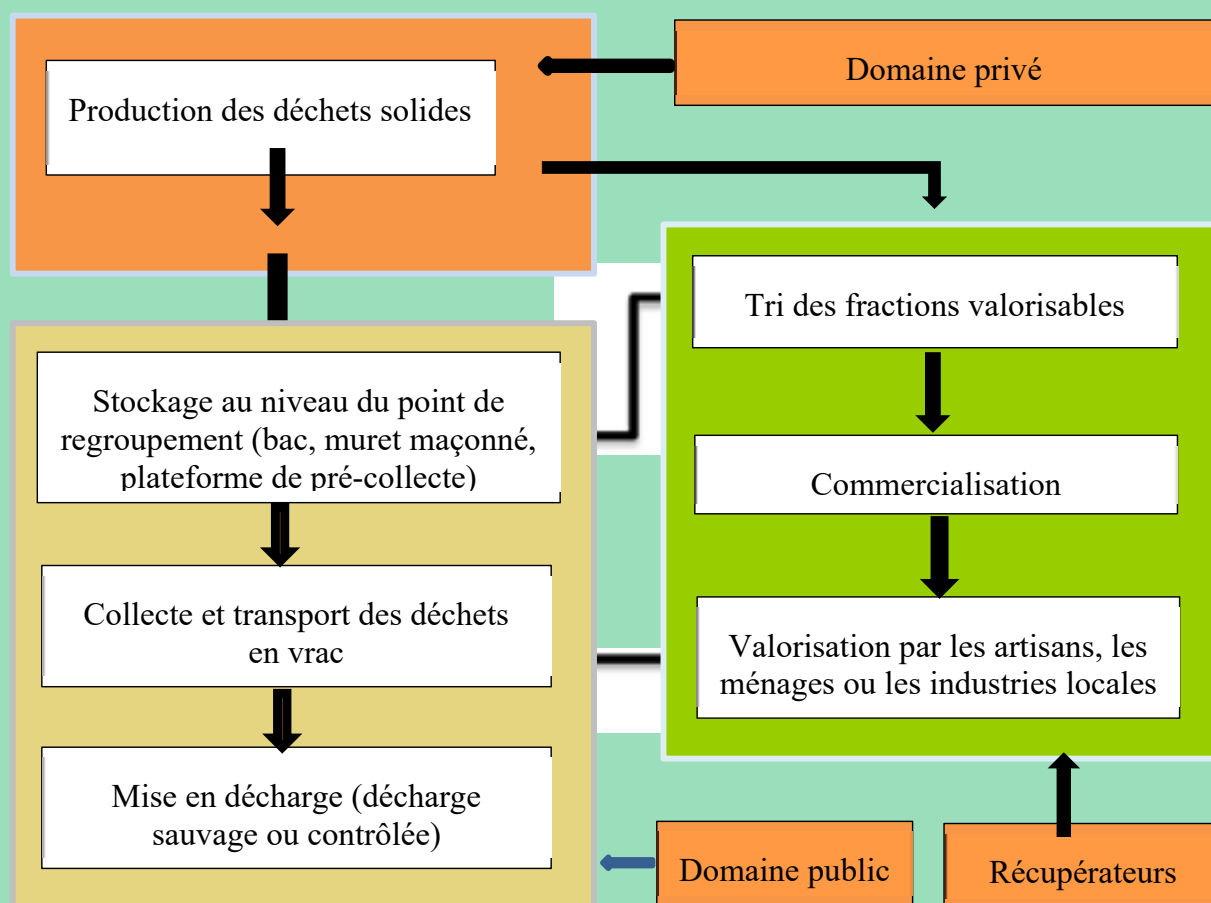 Domaine privé
Production des déchets solides
Tri des fractions valorisables
Stockage au niveau du point de
regroupement (bac, muret maçonné,
plateforme de pré-collecte)
Commercialisation
Collecte et transport des déchets
en vrac
Valorisation par les artisans, les
ménages ou les industries locales
Mise en décharge (décharge
sauvage ou contrôlée)
Domaine public
Récupérateurs